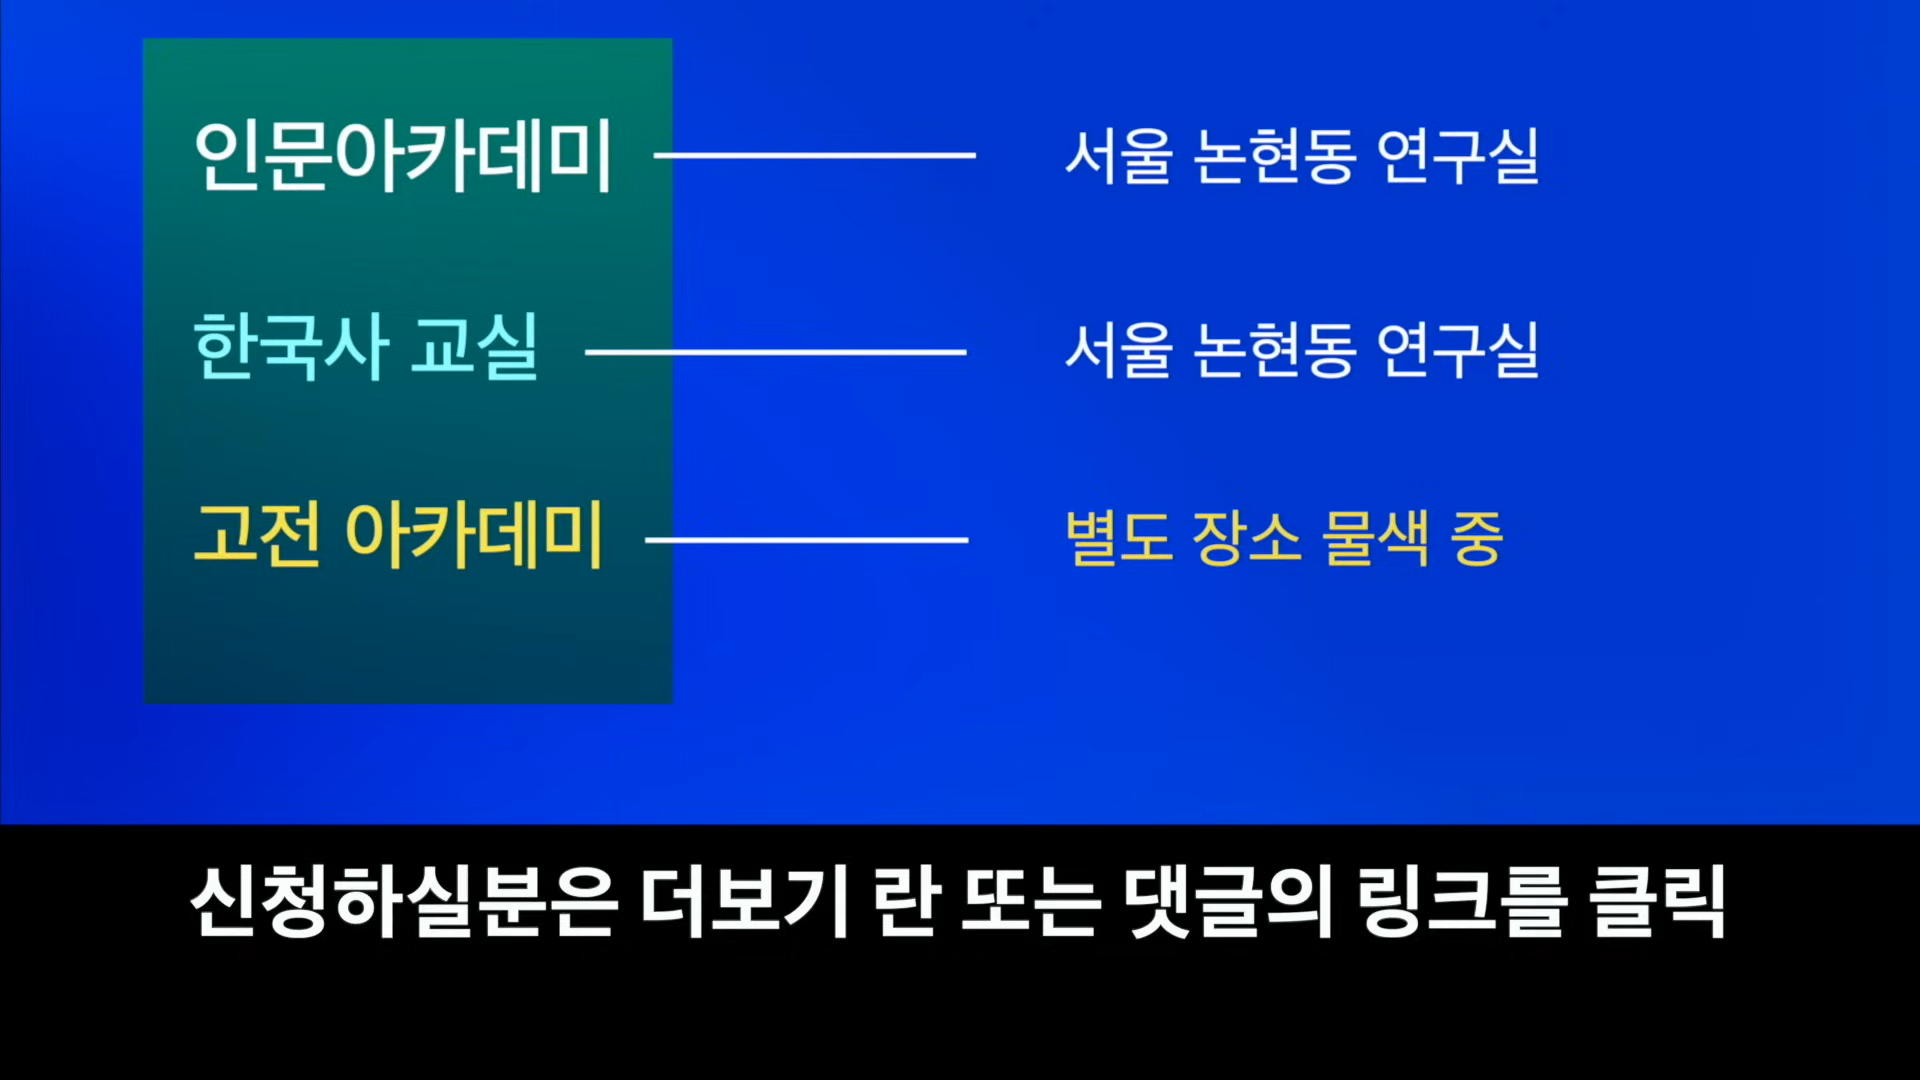 인문아카데미 서울 논현동 연구실
한국사 교실 서울 논현동 연구실
고전 아카데미 별도 장소 물색 중
신청하실분은 더보기 란 또는 댓글의 링크를 클릭